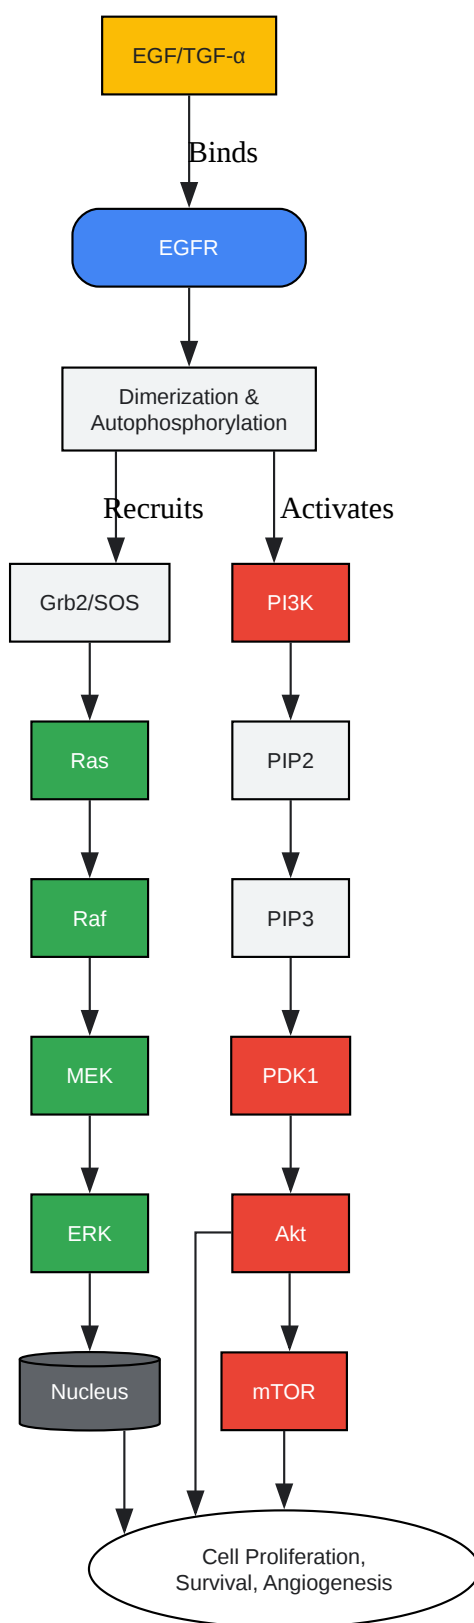 EGF/TGF-α
Binds
EGFR
Dimerization &
Autophosphorylation
Recruits
Activates
Grb2/SOS
PI3K
Ras
PIP2
Raf
PIP3
MEK
PDK1
ERK
Akt
Nucleus
mTOR
Cell Proliferation,
Survival, Angiogenesis